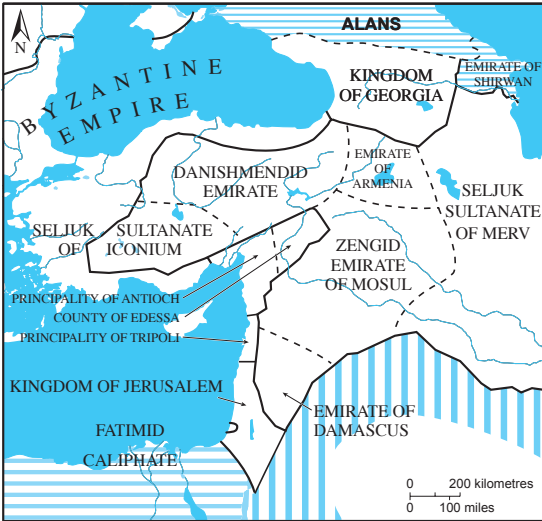 ALANS
N
EMIRATE OF
SHIRWAN
KINGDOM
OF GEORGIA
BYZANTINE
EMPIRE
EMIRATE
OF
ARMENIA
DANISHMENDID
EMIRATE
SELJUK
SULTANATE
OF MERV
SELJUK SULTANATE
OF ICONIUM
ZENGID
EMIRATE
OF MOSUL
PRINCIPALITY OF ANTIOCH
COUNTY OF EDESSA
PRINCIPALITY OF TRIPOLI
KINGDOM OF JERUSALEM
EMIRATE OF
DAMASCUS
FATIMID
CALIPHATE
0 200 kilometres
0 100 miles